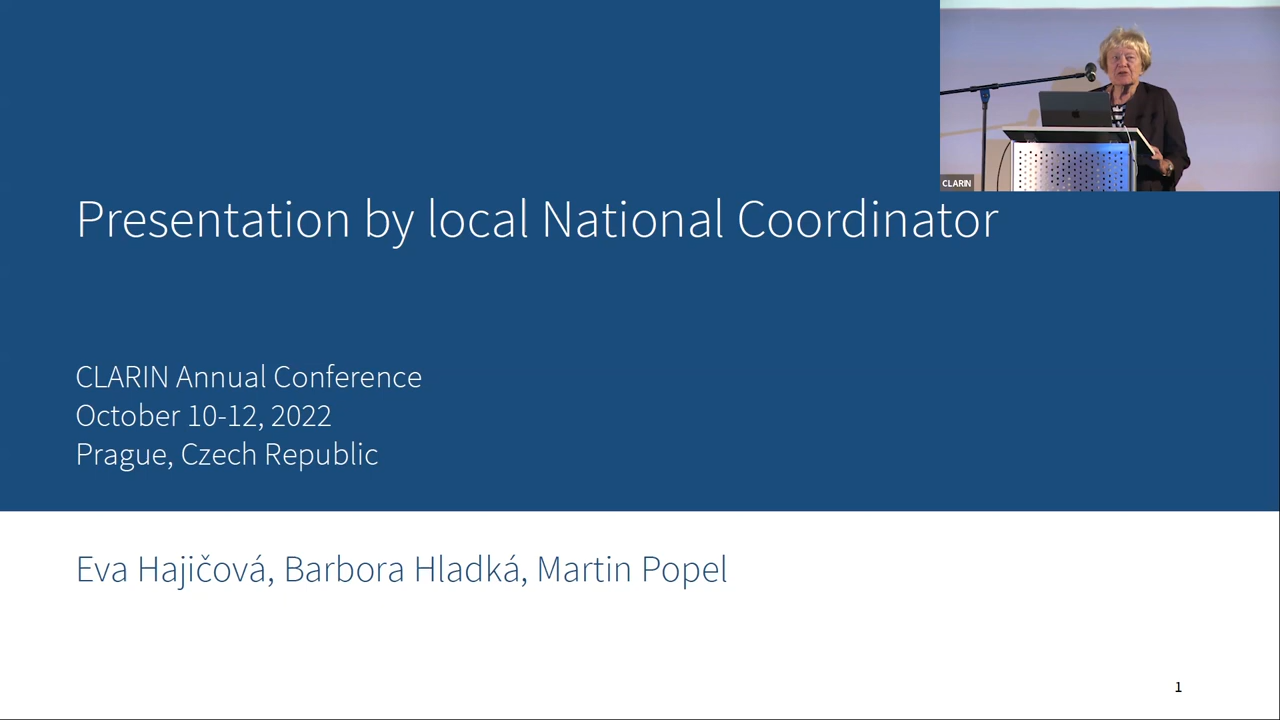 CLARIN
Presentation by local National Coordinator
CLARIN Annual Conference
October 10-12, 2022
Prague, Czech Republic
Eva Hajičová, Barbora Hladká, Martin Popel
1